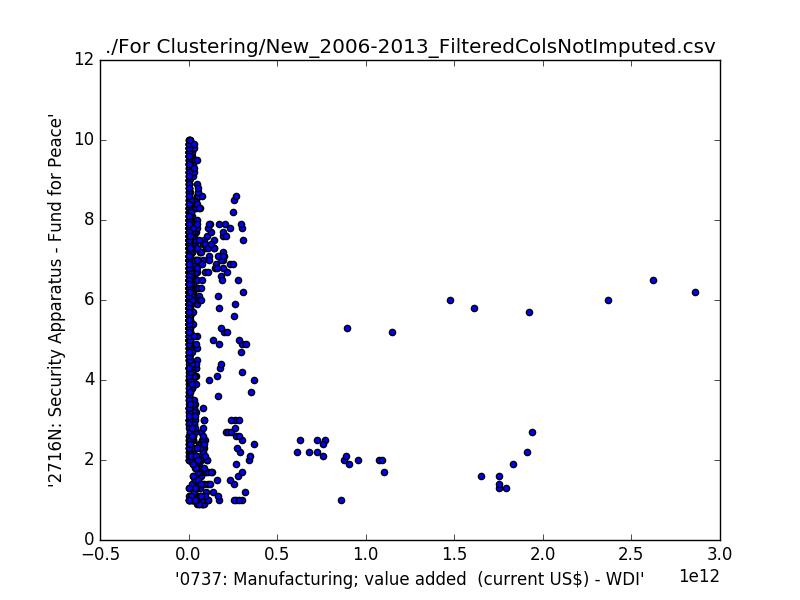 ./For Clustering/New_2006-2013_FilteredColsNotImputed.csv
12
10
8
6
4
2
0
'2716N: Security Apparatus - Fund for Peace'
−0.5 0.0 0.5 1.0 1.5 2.0 2.5 3.0
1e12
'0737: Manufacturing; value added  (current US$) - WDI'